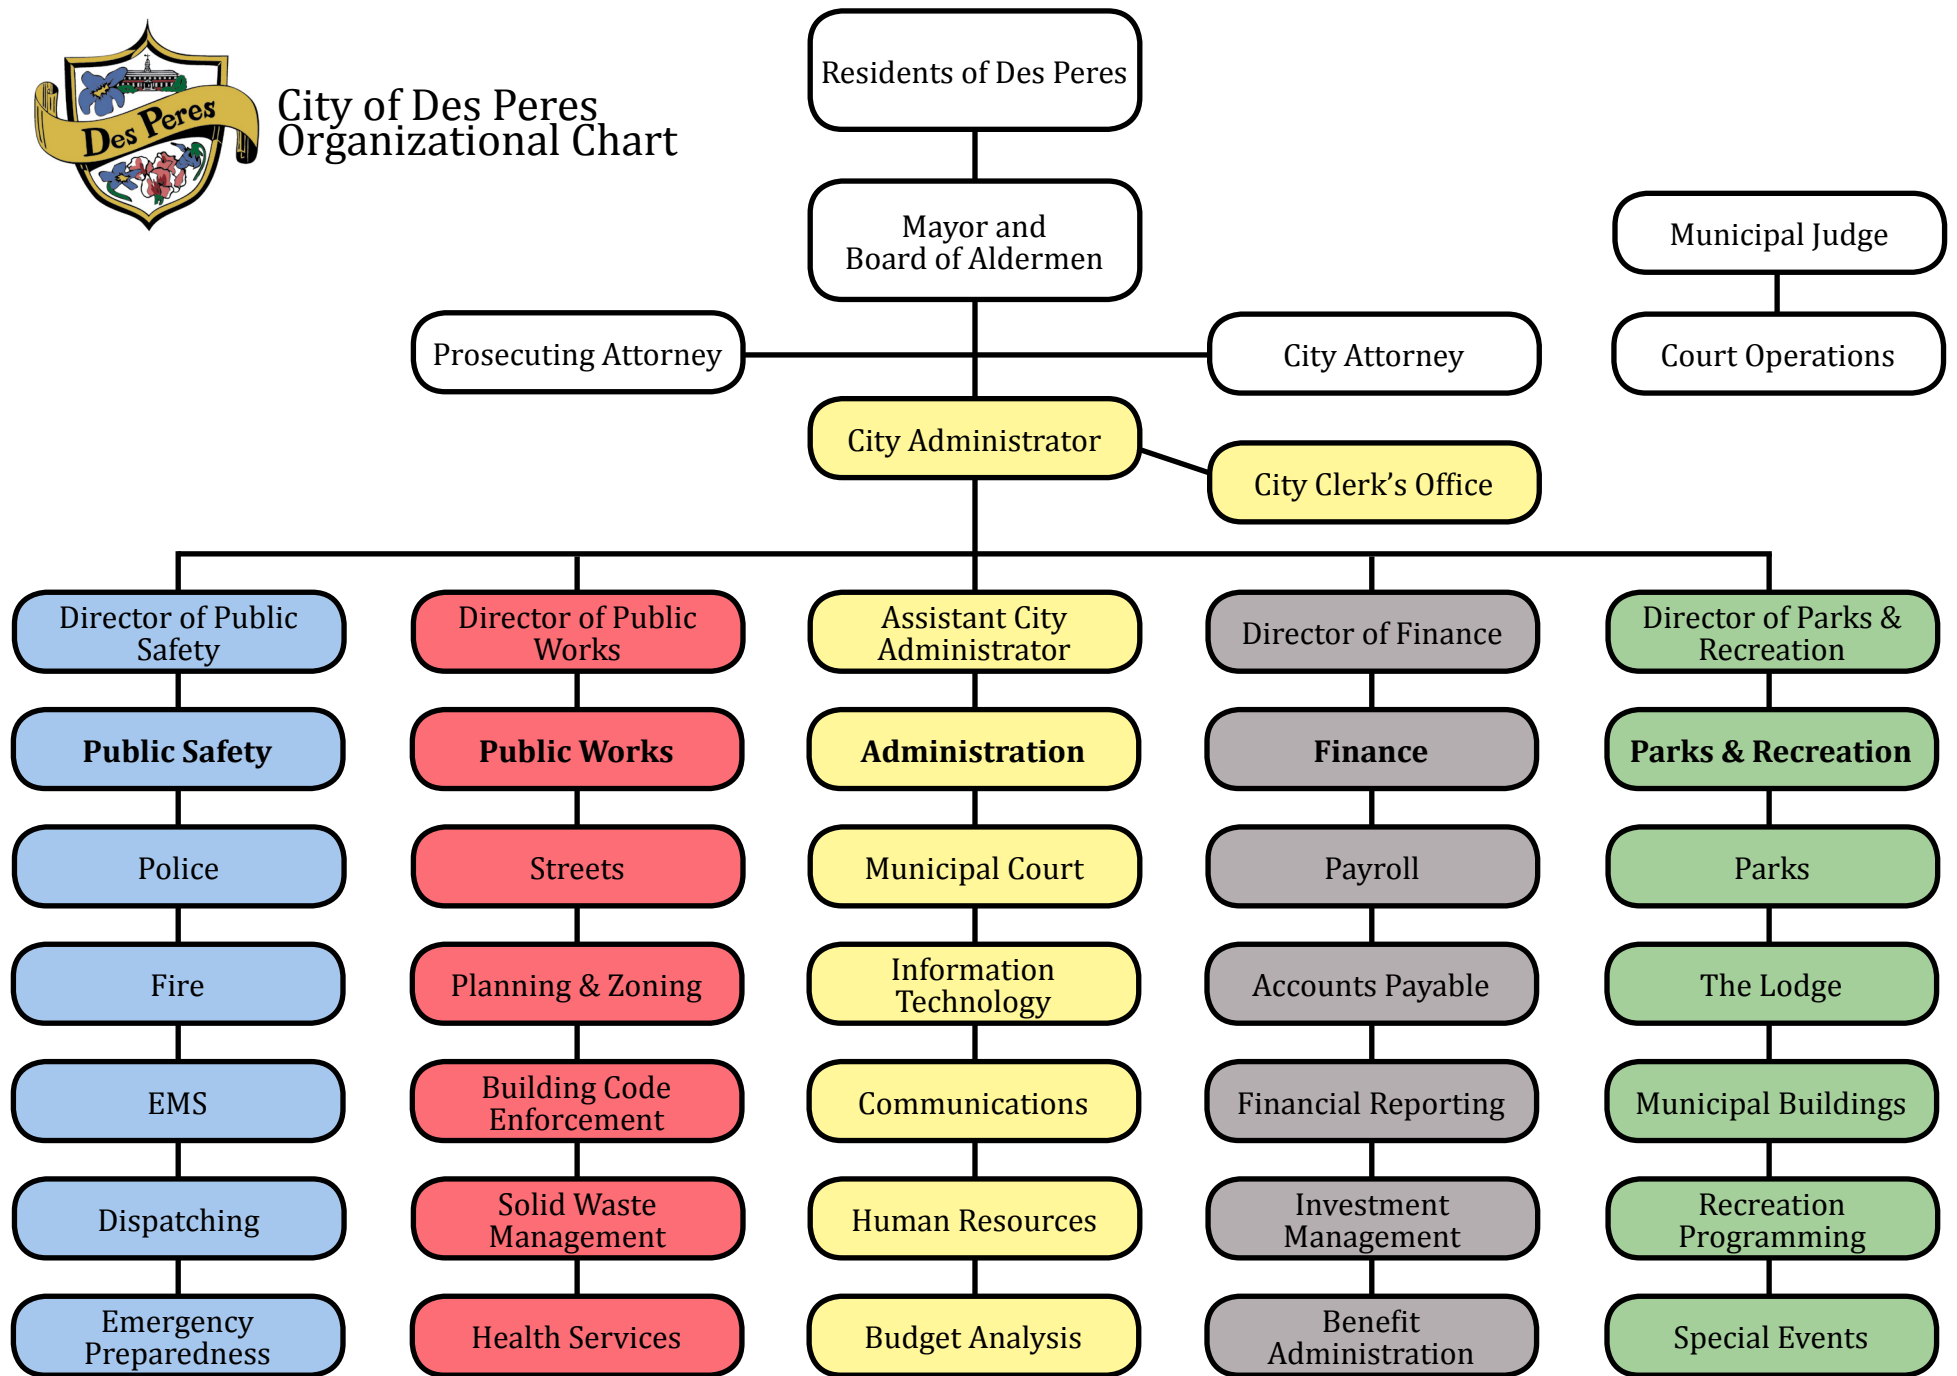 Des Peres
City of Des Peres
Organizational Chart
Residents of Des Peres
Mayor and
Board of Aldermen
Municipal Judge
Prosecuting Attorney
City Attorney
Court Operations
City Administrator
City Clerk’s Office
Director of Public
Safety
Director of Public
Works
Assistant City
Administrator
Director of Finance
Director of Parks &
Recreation
Public Safety
Public Works
Administration
Finance
Parks & Recreation
Police
Streets
Municipal Court
Payroll
Parks
Fire
Planning & Zoning
Information
Technology
Accounts Payable
The Lodge
EMS
Building Code
Enforcement
Communications
Financial Reporting
Municipal Buildings
Dispatching
Solid Waste
Management
Human Resources
Investment
Management
Recreation
Programming
Emergency
Preparedness
Health Services
Budget Analysis
Benefit
Administration
Special Events